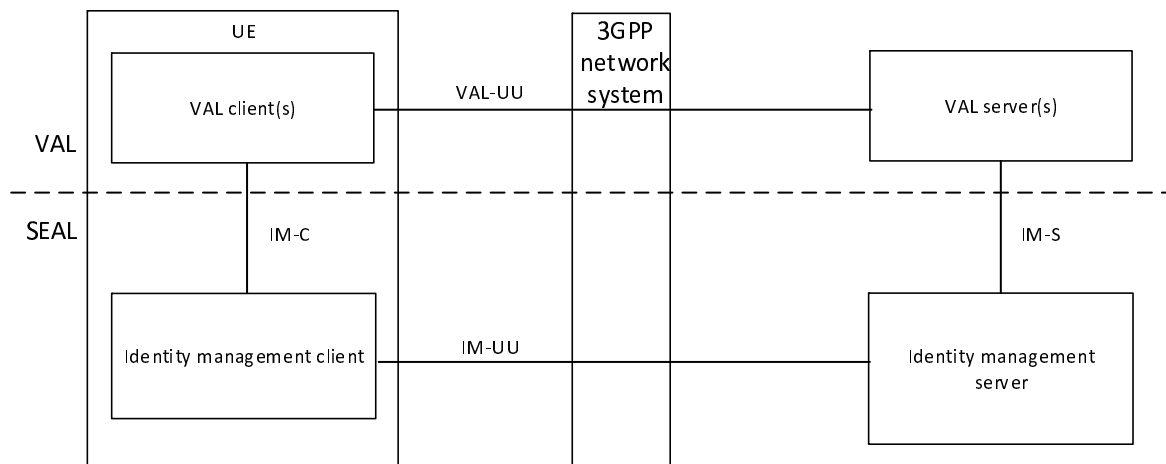 UE
3GPP
network
system
VAL client(s)
VAL-UU
VAL server(s)
VAL
SEAL
IM-C
IM-S
Identity management client
IM-UU
Identity management
server